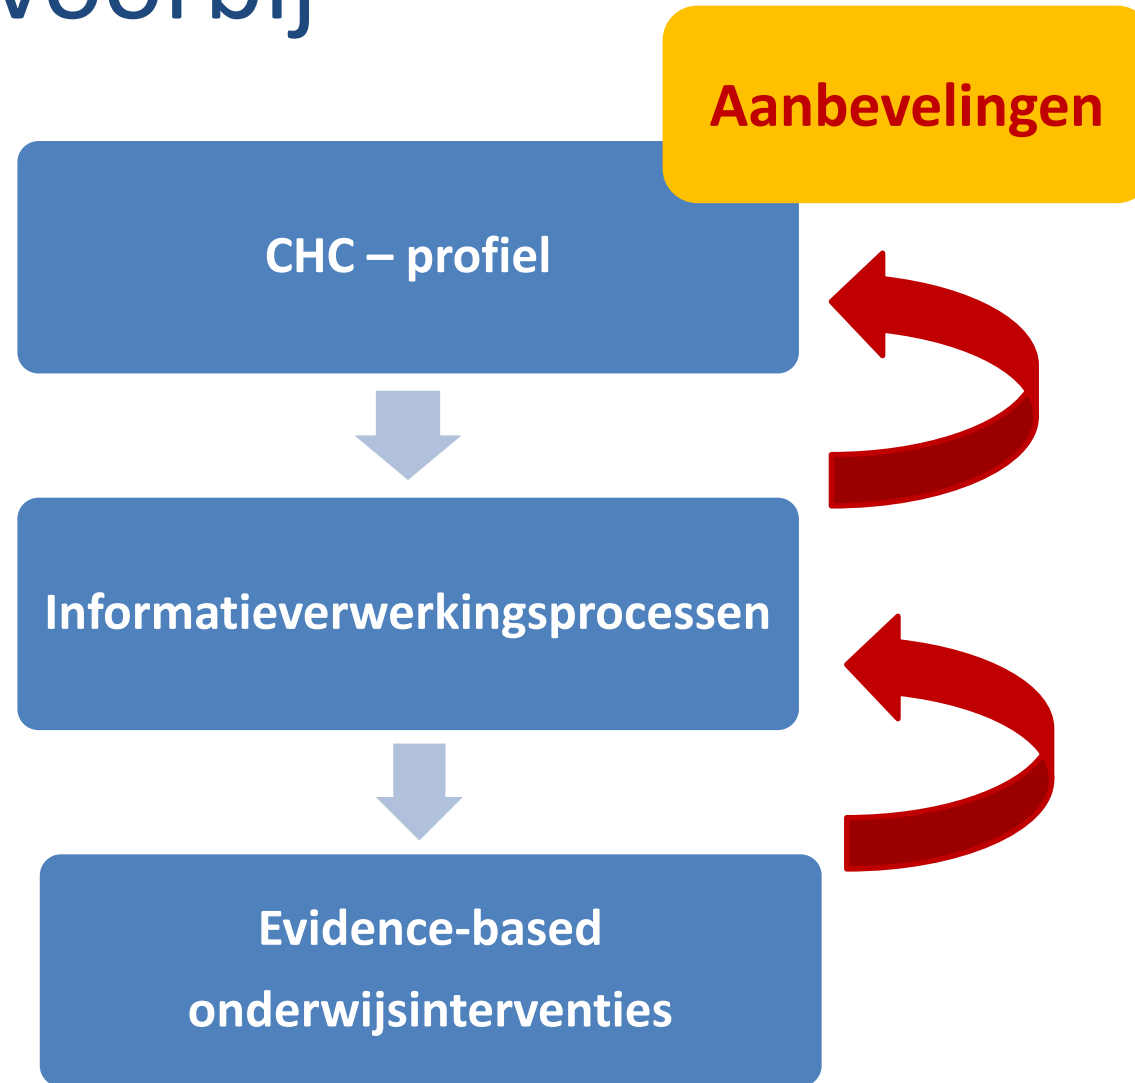 voorbij
Aanbevelingen
CHC – profiel
Informatieverwerkingsprocessen
Evidence-based
onderwijsinterventies